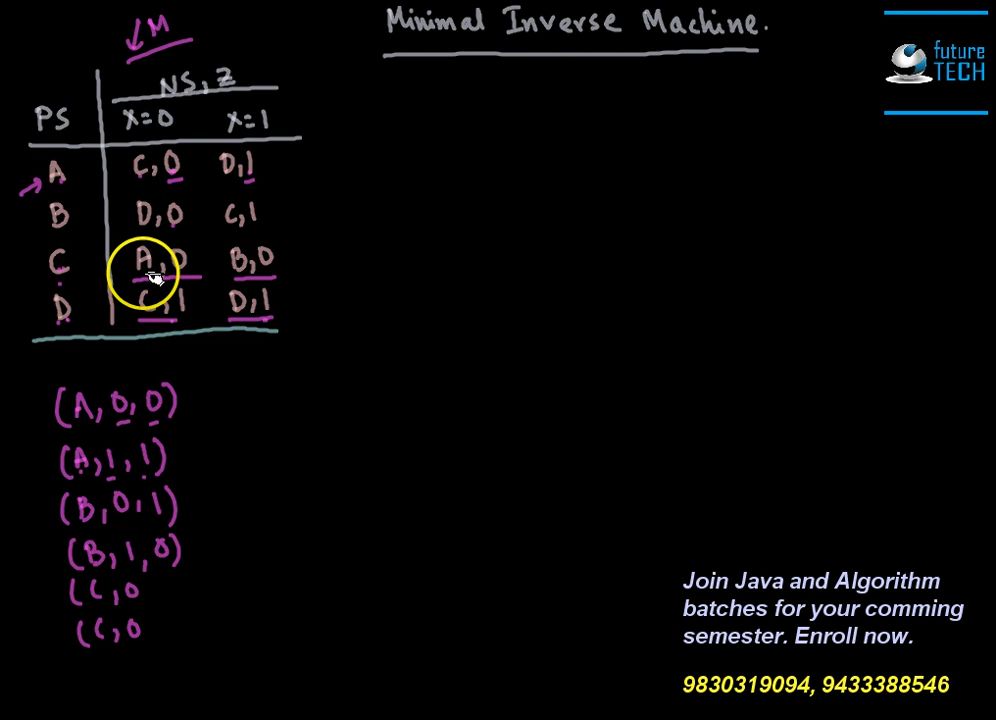 Minimal Inverse Machine.
future
TECH
M
NS, Z
PS X=0 X=1
A C,0 D,1
B D,0 C,1
C A,0 B,0
D C,1 D,1
(A, 0, 0)
(A, 1, 1)
(B, 0, 1)
(B, 1, 0)
(C, 0
(C, 0
Join Java and Algorithm
batches for your comming
semester. Enroll now.
9830319094, 9433388546